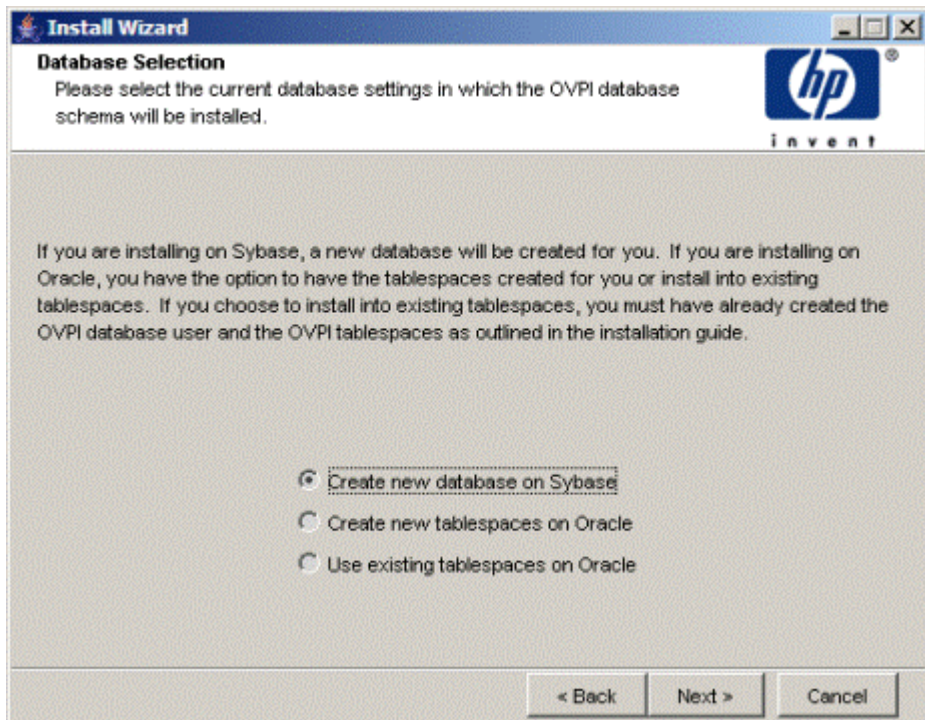 Install Wizard
Database Selection
Please select the current database settings in which the OVPI database
schema will be installed.
hp
®
invent
If you are installing on Sybase, a new database will be created for you.  If you are installing on
Oracle, you have the option to have the tablespaces created for you or install into existing
tablespaces.  If you choose to install into existing tablespaces, you must have already created the
OVPI database user and the OVPI tablespaces as outlined in the installation guide.
Create new database on Sybase
Create new tablespaces on Oracle
Use existing tablespaces on Oracle
« Back
Next »
Cancel